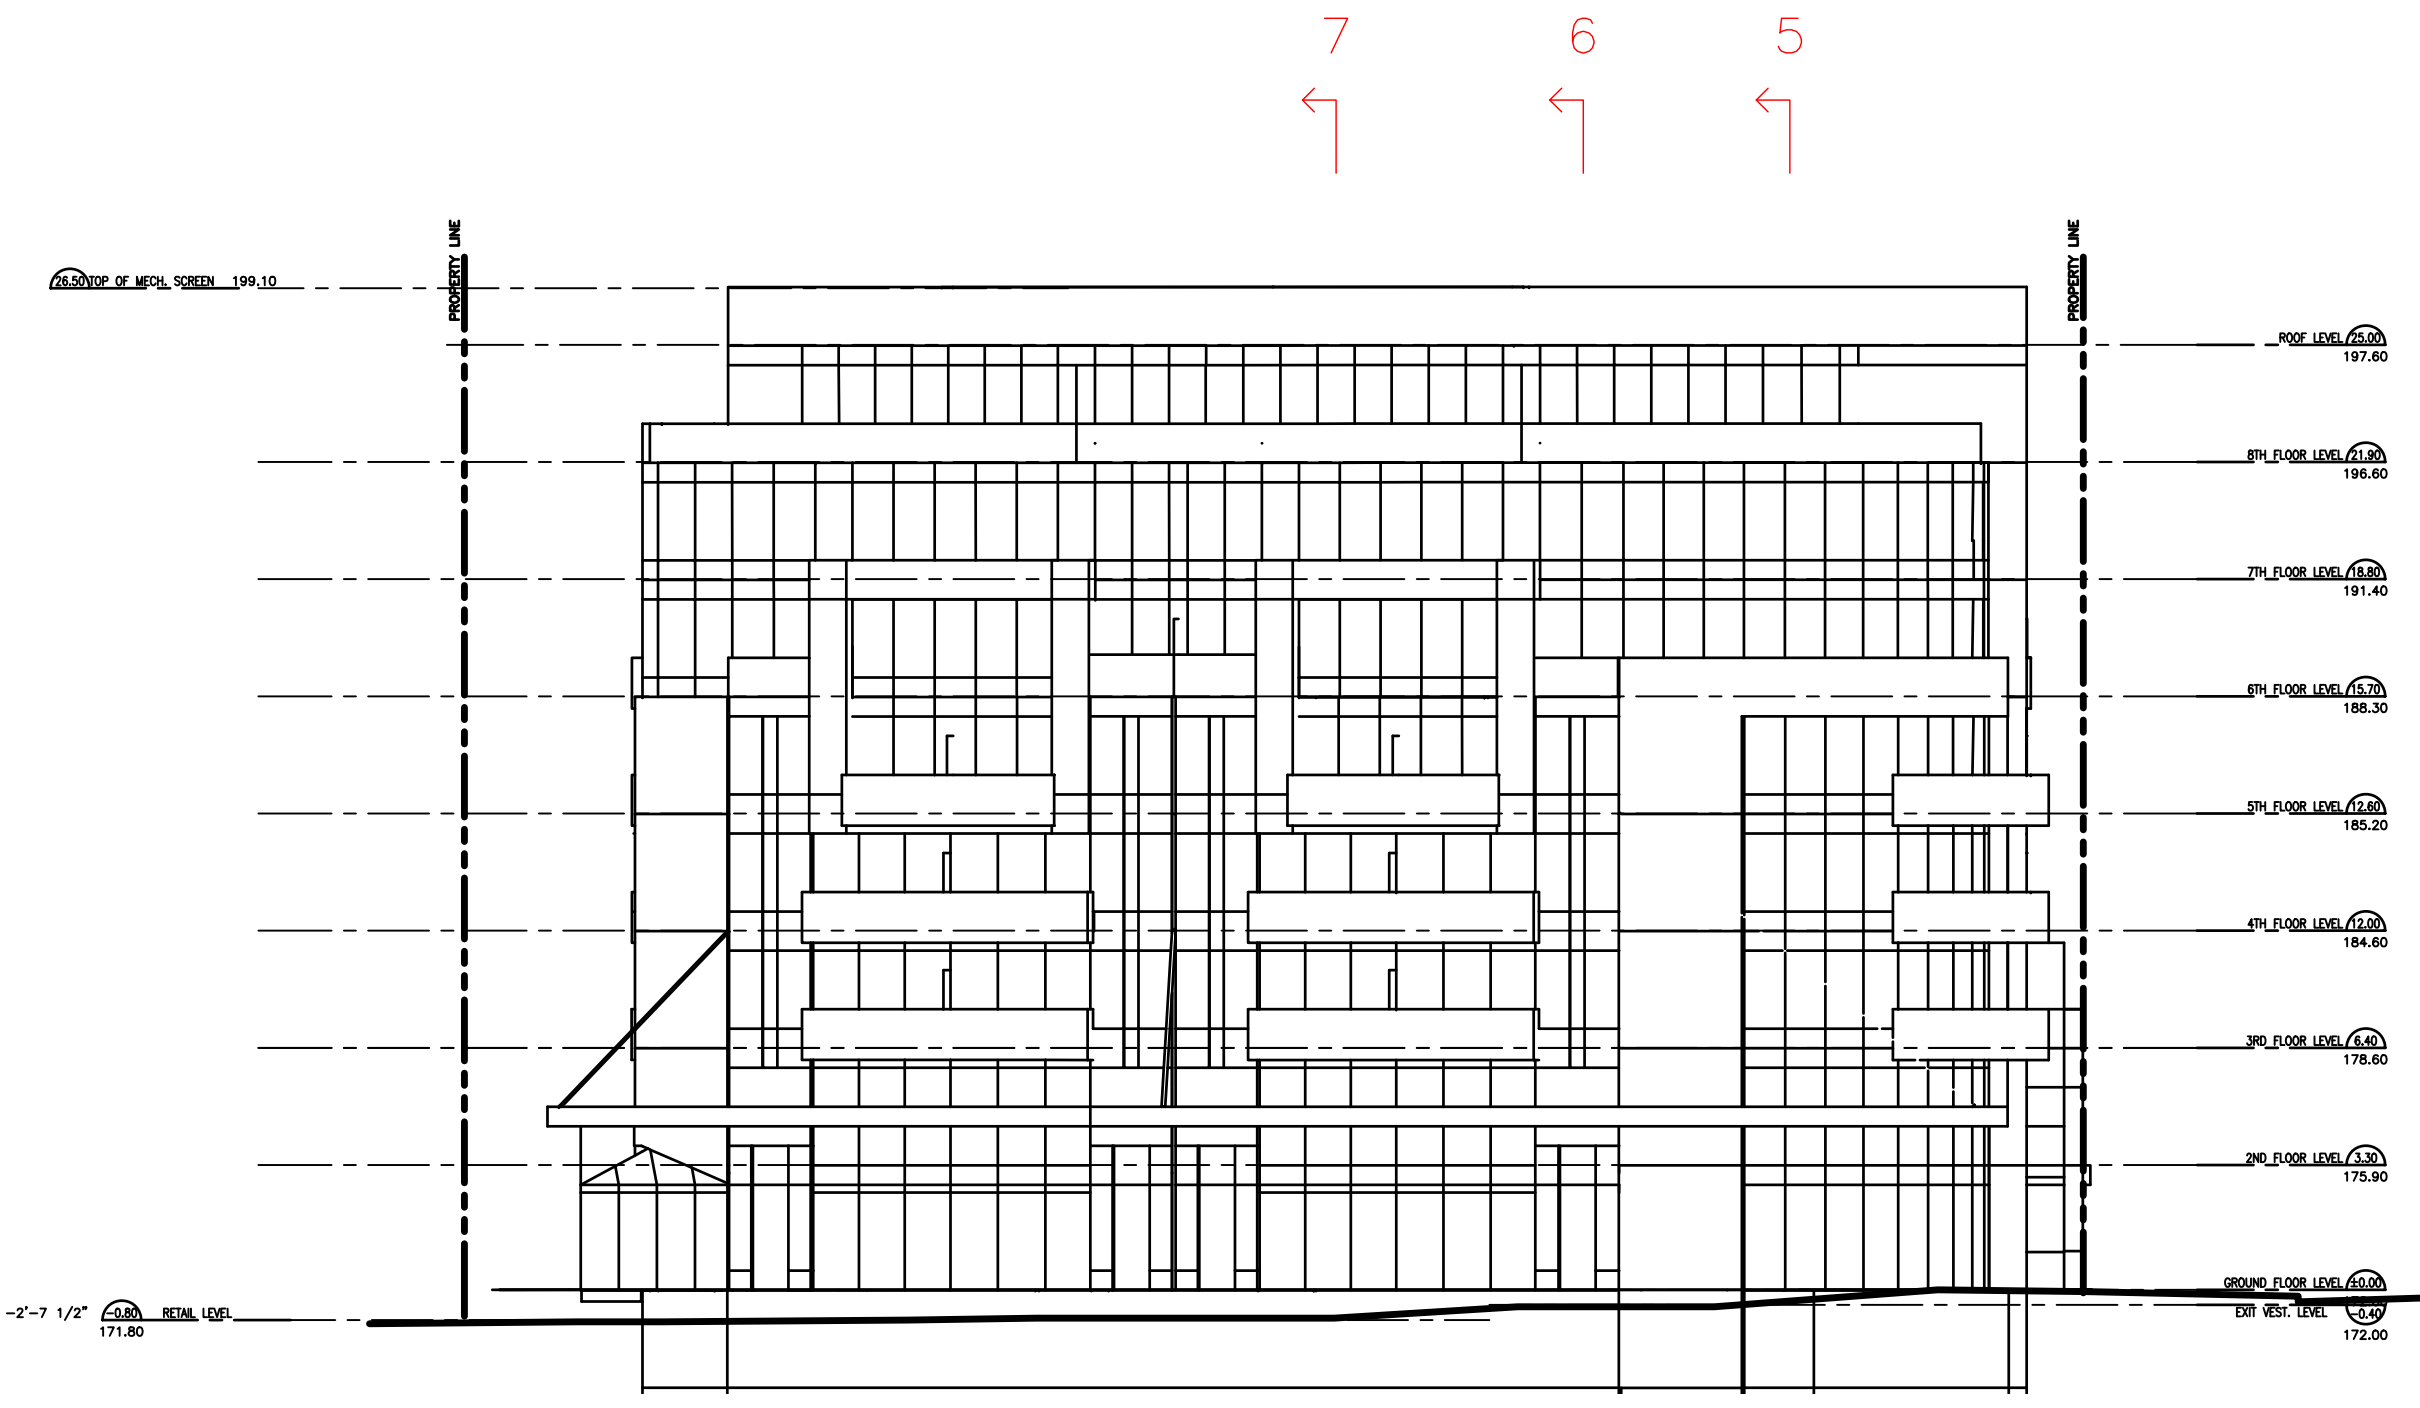 7 6 5
PROPERTY LINE
PROPERTY LINE
26.50 TOP OF MECH. SCREEN 199.10
ROOF LEVEL 25.00
197.60
8TH FLOOR LEVEL 21.90
196.60
7TH FLOOR LEVEL 18.80
191.40
6TH FLOOR LEVEL 15.70
188.30
5TH FLOOR LEVEL 12.60
185.20
4TH FLOOR LEVEL 12.00
184.60
3RD FLOOR LEVEL 6.40
178.60
2ND FLOOR LEVEL 3.30
175.90
GROUND FLOOR LEVEL ±0.00
-2'-7 1/2" -0.80 RETAIL LEVEL
171.80
EXIT VEST. LEVEL -0.40
172.00